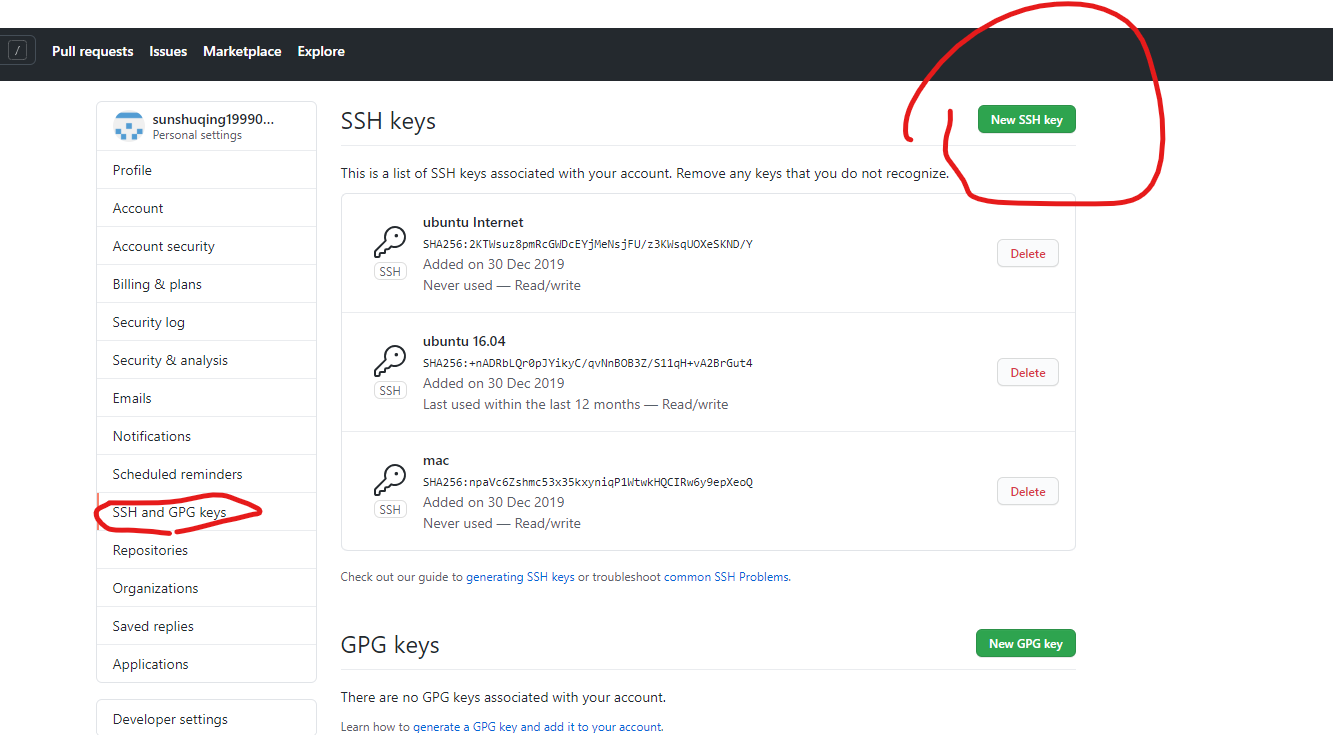 /
Pull requests Issues Marketplace Explore
sunshuqing19990...
Personal settings
Profile
Account
Account security
Billing & plans
Security log
Security & analysis
Emails
Notifications
Scheduled reminders
SSH and GPG keys
Repositories
Organizations
Saved replies
Applications
Developer settings
SSH keys
New SSH key
This is a list of SSH keys associated with your account. Remove any keys that you do not recognize.
ubuntu Internet
SHA256:2KTWsuz8pmRcGWDcEYjMeNsjFU/z3KWsqUOXeSKND/Y
SSH
Added on 30 Dec 2019
Never used — Read/write
Delete
ubuntu 16.04
SHA256:+nADRbLQr0pJYikyC/qvNnBOB3Z/S11qH+vA2BrGut4
SSH
Added on 30 Dec 2019
Last used within the last 12 months — Read/write
Delete
mac
SHA256:npaVc6Zshmc53x35kxyniqP1WtwkHQCIRw6y9epXeoQ
SSH
Added on 30 Dec 2019
Never used — Read/write
Delete
Check out our guide to generating SSH keys or troubleshoot common SSH Problems.
GPG keys
New GPG key
There are no GPG keys associated with your account.
Learn how to generate a GPG key and add it to your account.